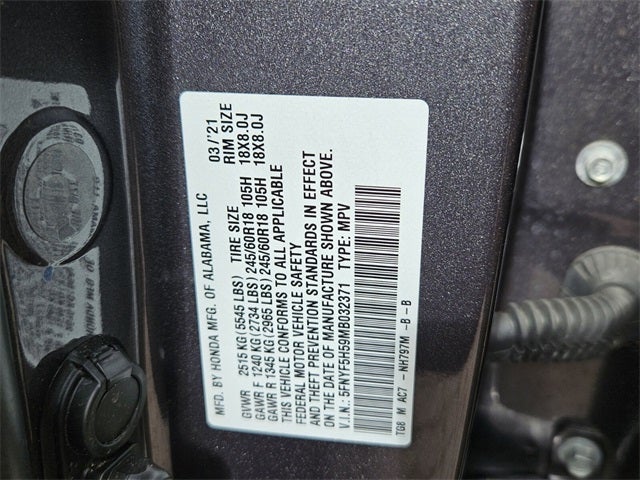 MFD. BY HONDA MFG. OF ALABAMA, LLC 03/'21
TIRE SIZE RIM SIZE
GVWR 2515 KG (5545 LBS)
GAWR F 1240 KG (2734 LBS) 245/60R18 105H 18X8.0J
GAWR R 1345 KG (2965 LBS) 245/60R18 105H 18X8.0J
THIS VEHICLE CONFORMS TO ALL APPLICABLE
FEDERAL MOTOR VEHICLE SAFETY
AND THEFT PREVENTION STANDARDS IN EFFECT
ON THE DATE OF MANUFACTURE SHOWN ABOVE.
V.I.N.: 5FNYF5H59MB032371 TYPE: MPV
TG8 M AC7 - NH797M -B -B